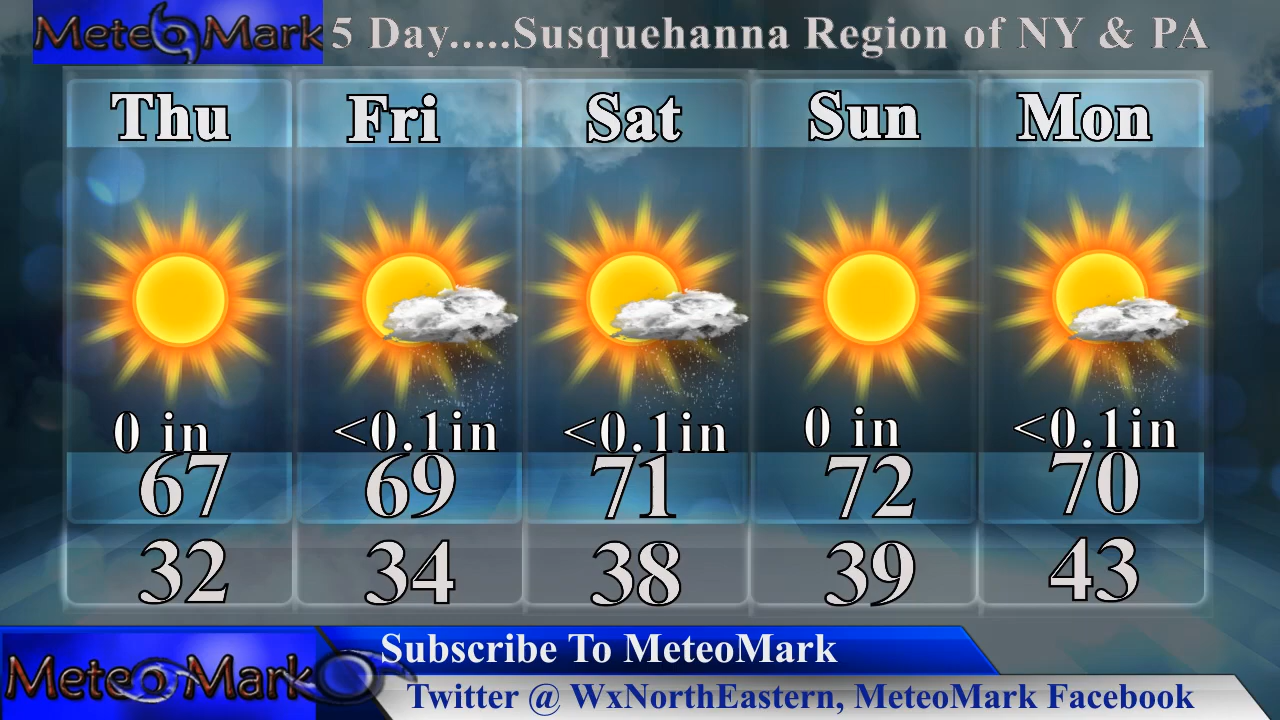 MeteoMark 5 Day.....Susquehanna Region of NY & PA
Thu Fri Sat Sun Mon
0 in <0.1in <0.1in 0 in <0.1in
67 69 71 72 70
32 34 38 39 43
Subscribe To MeteoMark
MeteoMark
Twitter @ WxNorthEastern, MeteoMark Facebook